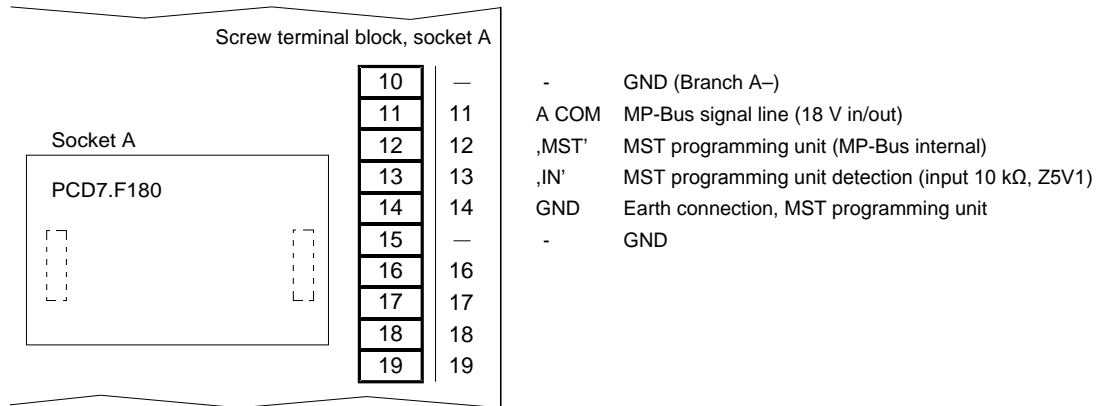 Screw terminal block, socket A
10 — - GND (Branch A–)
11 11 A COM MP-Bus signal line (18 V in/out)
Socket A
12 12 ‚MST’ MST programming unit (MP-Bus internal)
13 13 ‚IN’ MST programming unit detection (input 10 kΩ, Z5V1)
PCD7.F180
14 14 GND Earth connection, MST programming unit
15 — - GND
16 16
17 17
18 18
19 19